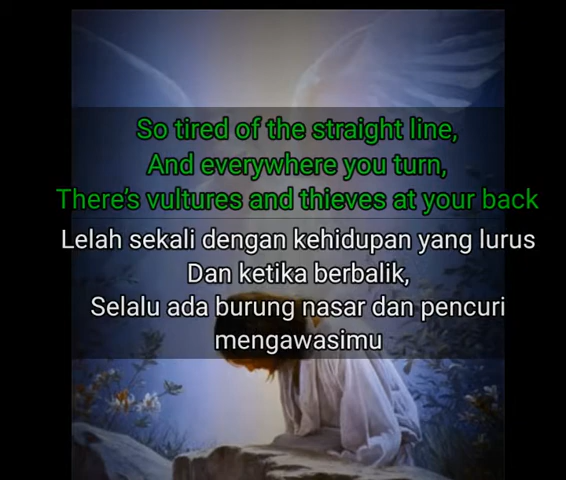 So tired of the straight line,
And everywhere you turn,
There's vultures and thieves at your back
Lelah sekali dengan kehidupan yang lurus
Dan ketika berbalik,
Selalu ada burung nasar dan pencuri
mengawasimu